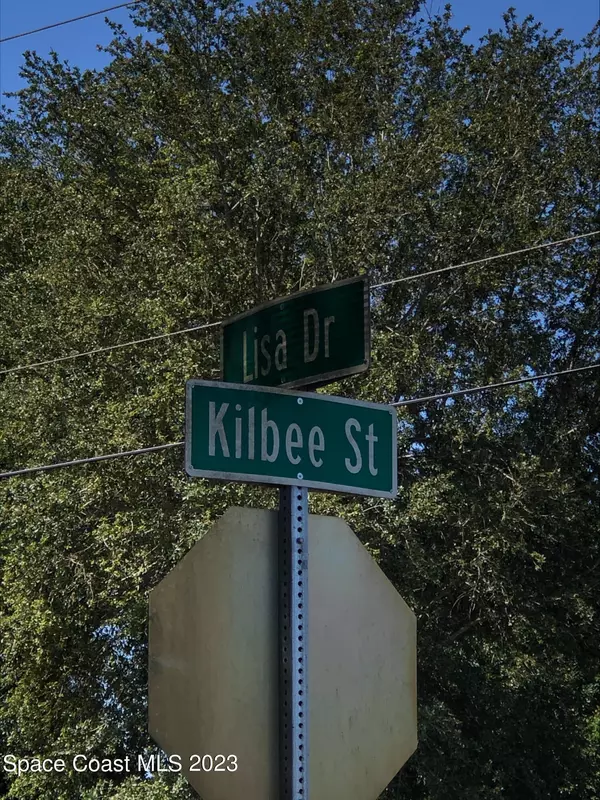 Lisa Dr
Kilbee St
Space Coast MLS 2023